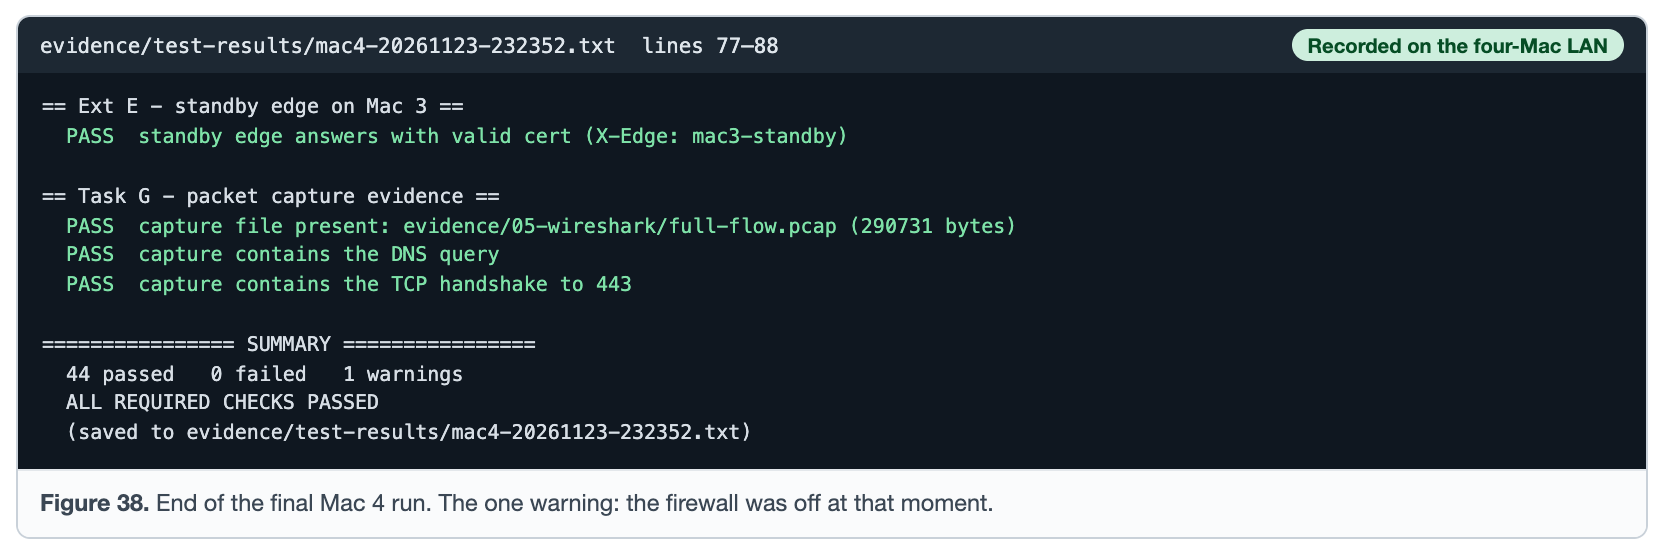 evidence/test-results/mac4-20261123-232352.txt  lines 77–88
Recorded on the four-Mac LAN
== Ext E – standby edge on Mac 3 ==
PASS  standby edge answers with valid cert (X-Edge: mac3-standby)
== Task G – packet capture evidence ==
PASS  capture file present: evidence/05-wireshark/full-flow.pcap (290731 bytes)
PASS  capture contains the DNS query
PASS  capture contains the TCP handshake to 443
================ SUMMARY ================
44 passed   0 failed   1 warnings
ALL REQUIRED CHECKS PASSED
(saved to evidence/test-results/mac4-20261123-232352.txt)
Figure 38. End of the final Mac 4 run. The one warning: the firewall was off at that moment.